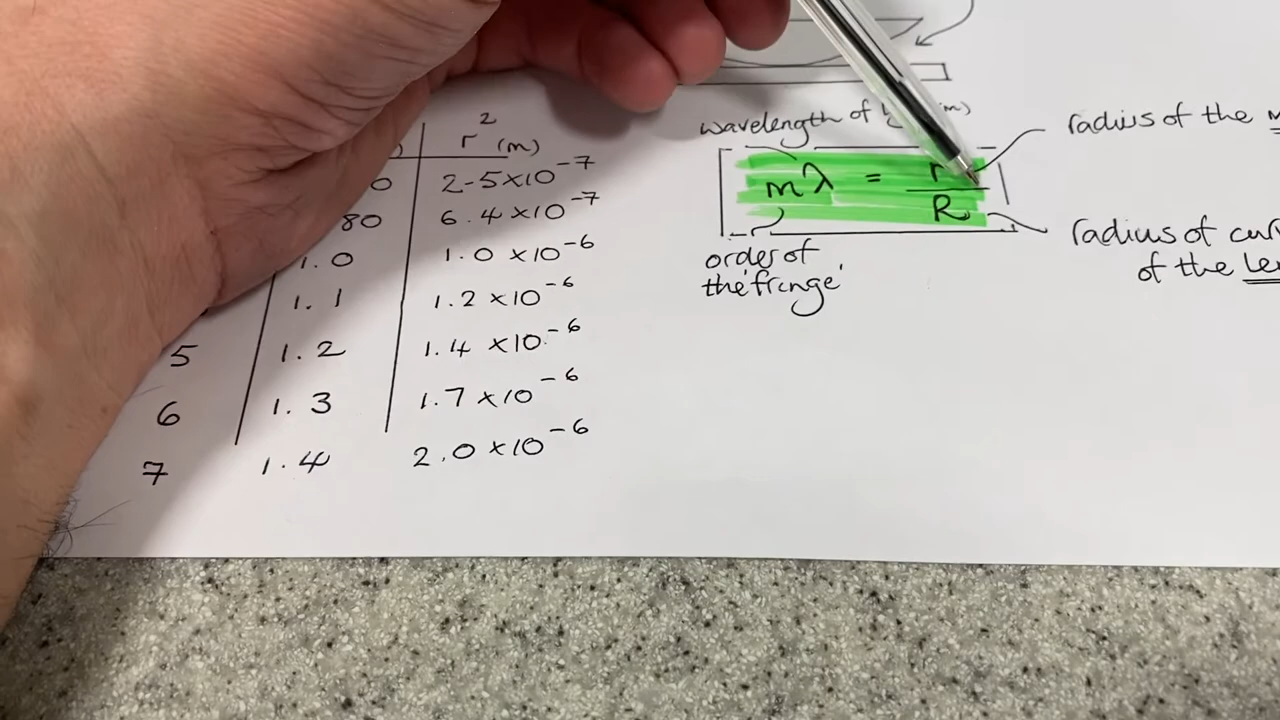 r² (m)
0 2-5×10⁻⁷
80 6.4×10⁻⁷
1.0 1.0×10⁻⁶
1.1 1.2×10⁻⁶
5 1.2 1.4×10⁻⁶
6 1.3 1.7×10⁻⁶
7 1.4 2.0×10⁻⁶
wavelength of (m)
radius of the
mλ = r
R
order of
the 'fringe'
radius of
of the